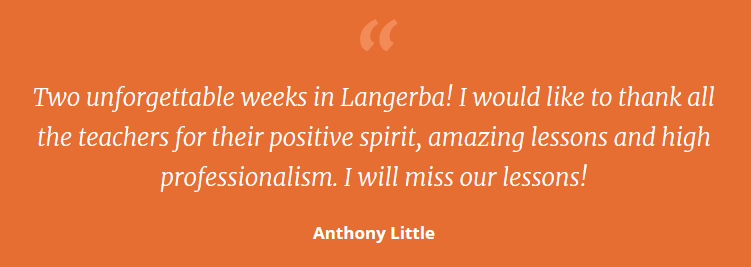 “
Two unforgettable weeks in Langerba! I would like to thank all
the teachers for their positive spirit, amazing lessons and high
professionalism. I will miss our lessons!
Anthony Little